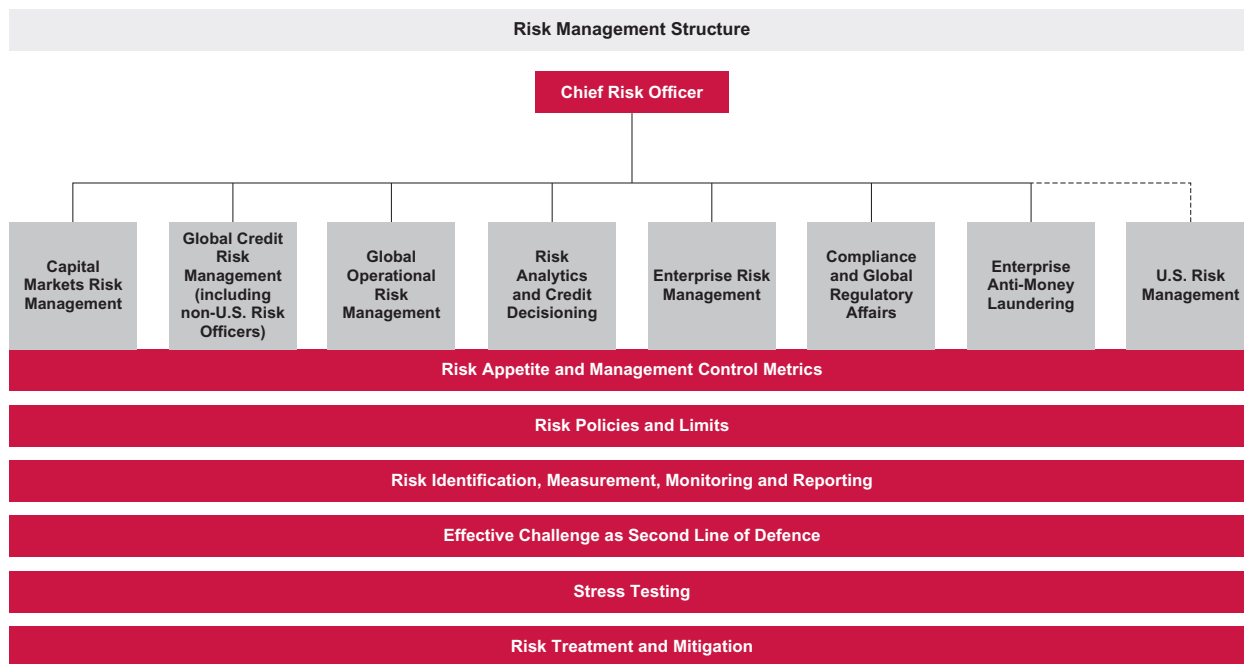 Risk Management Structure
Chief Risk Officer
Capital
Markets Risk
Management
Global Credit
Risk
Management
(including
non-U.S. Risk
Officers)
Global
Operational
Risk
Management
Risk
Analytics
and Credit
Decisioning
Enterprise Risk
Management
Compliance
and Global
Regulatory
Affairs
Enterprise
Anti-Money
Laundering
U.S. Risk
Management
Risk Appetite and Management Control Metrics
Risk Policies and Limits
Risk Identification, Measurement, Monitoring and Reporting
Effective Challenge as Second Line of Defence
Stress Testing
Risk Treatment and Mitigation